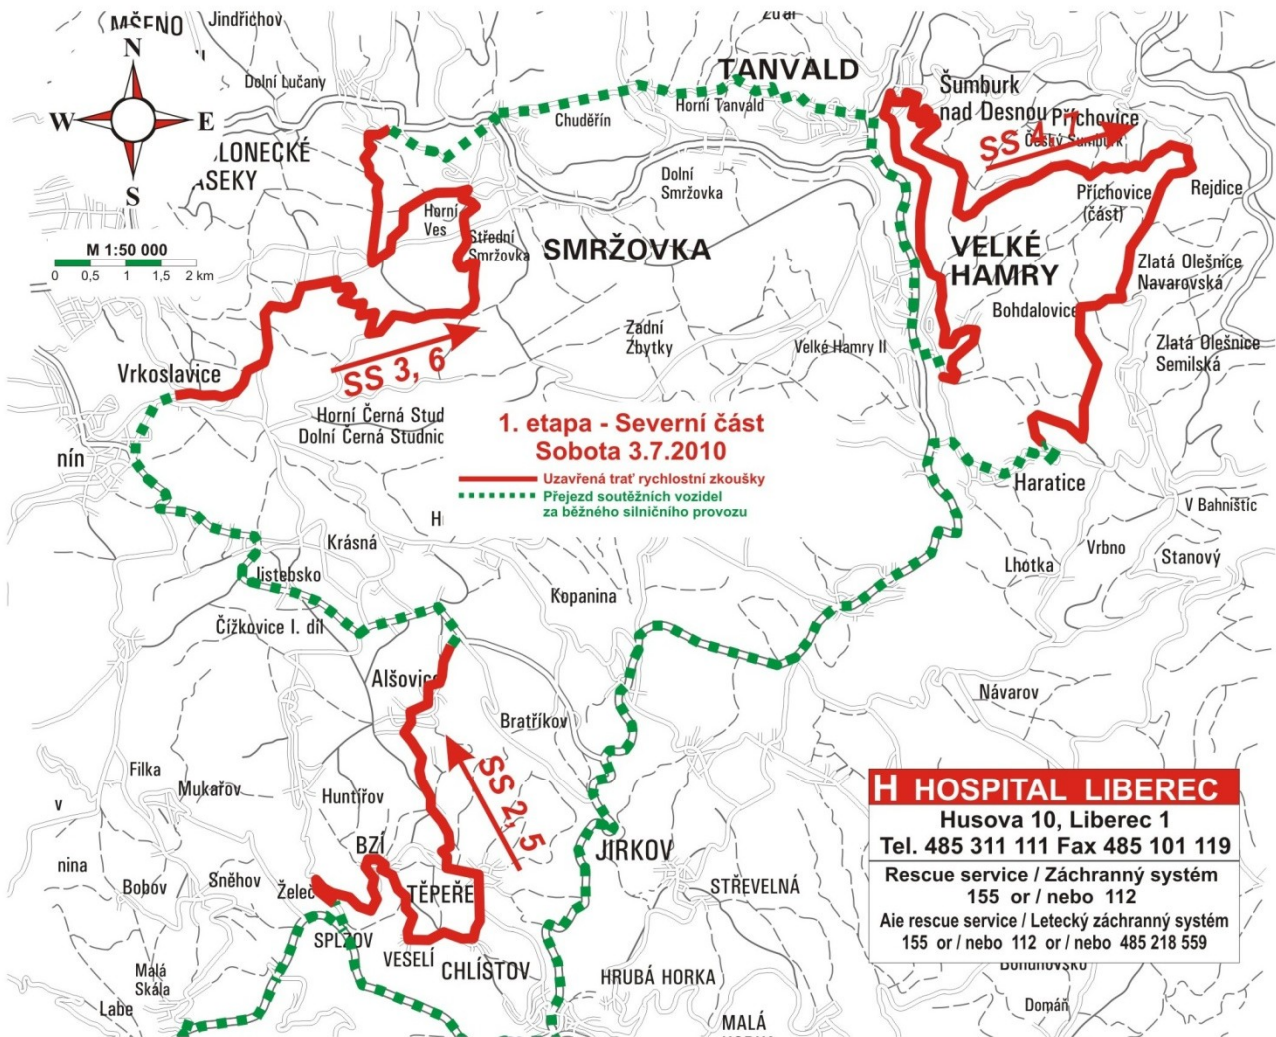 MŠENO
Jindřichov
N
W
E
S
Dolní Lučany
TANVALD
Horní Tanvald
Chuděřín
Šumburk
nad Desnou
Příchovice
SS 4, 7
Český Šumburk
LONECKÉ
ASEKY
Dolní
Smržovka
Příchovice
(část)
Rejdice
Horní
Ves
Střední
Smržovka
SMRŽOVKA
VELKÉ
HAMRY
M 1:50 000
0 0,5 1 1,5 2 km
Zlatá Olešnice
Navarovská
Bohdalovice
Zadní
Zbytky
Velké Hamry II
Zlatá Olešnice
Semilská
SS 3, 6
Vrkoslavice
Horní Černá Stud
Dolní Černá Studnic
1. etapa - Severní část
Sobota 3.7.2010
Uzavřená trať rychlostní zkoušky
Přejezd soutěžních vozidel
za běžného silničního provozu
nín
Haratice
V Bahništic
H
Krásná
Vrbno
Stanový
Lhotka
Jistebsko
Kopanina
Čížkovice I. díl
Alšovice
Návarov
Bratříkov
Filka
Mukařov
Huntířov
SS 2, 5
v
H HOSPITAL LIBEREC
Husova 10, Liberec 1
Tel. 485 311 111 Fax 485 101 119
Rescue service / Záchranný systém
155 or / nebo 112
Aie rescue service / Letecký záchranný systém
155 or / nebo 112 or / nebo 485 218 559
BZÍ
JIRKOV
nina
Bobov
Sněhov
Želeč
TĚPEŘE
STŘEVELNÁ
SPLZOV
VESELÍ
CHLÍSTOV
HRUBÁ HORKA
Bohuňovsko
Malá
Skála
Labe
Domáň
MALÁ